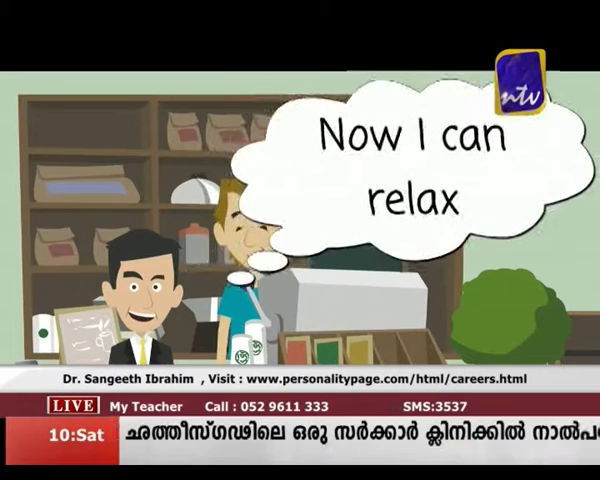 ntv
Now I can
relax
Dr. Sangeeth Ibrahim , Visit : www.personalitypage.com/html/careers.html
LIVE My Teacher Call : 052 9611 333 SMS:3537
10:Sat ഛത്തീസ്ഗഢിലെ ഒരു സര്‍ക്കാര്‍ ക്ലിനിക്കില്‍